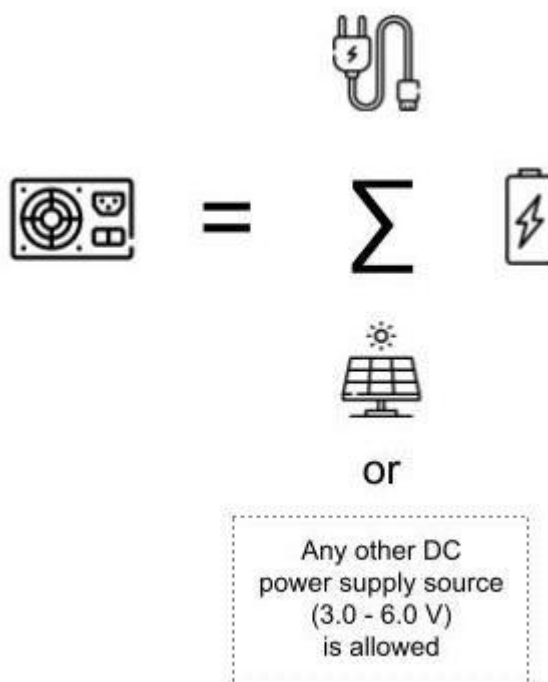 = Σ
or
Any other DC
power supply source
(3.0 - 6.0 V)
is allowed